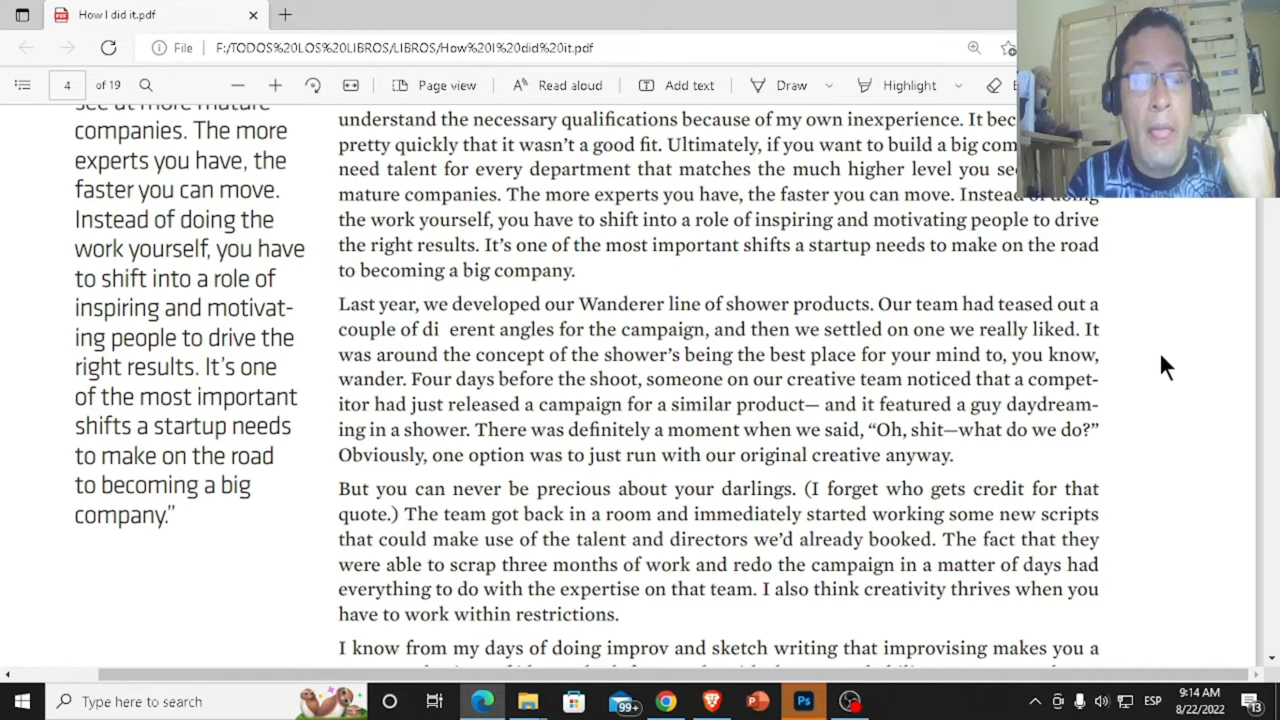 How I did it.pdf
File
F:/TODOS%20LOS%20LIBROS/LIBROS/How%20I%20did%20it.pdf
4 of 19
Page view
Read aloud
Add text
Draw
Highlight
see at more mature
companies. The more
experts you have, the
faster you can move.
Instead of doing the
work yourself, you have
to shift into a role of
inspiring and motivat-
ing people to drive the
right results. It's one
of the most important
shifts a startup needs
to make on the road
to becoming a big
company."
understand the necessary qualifications because of my own inexperience. It
pretty quickly that it wasn't a good fit. Ultimately, if you want to build a big
need talent for every department that matches the much higher level you
mature companies. The more experts you have, the faster you can move. Instead of doing
the work yourself, you have to shift into a role of inspiring and motivating people to drive
the right results. It's one of the most important shifts a startup needs to make on the road
to becoming a big company.
Last year, we developed our Wanderer line of shower products. Our team had teased out a
couple of di erent angles for the campaign, and then we settled on one we really liked. It
was around the concept of the shower's being the best place for your mind to, you know,
wander. Four days before the shoot, someone on our creative team noticed that a compet-
itor had just released a campaign for a similar product— and it featured a guy daydream-
ing in a shower. There was definitely a moment when we said, "Oh, shit—what do we do?"
Obviously, one option was to just run with our original creative anyway.
But you can never be precious about your darlings. (I forget who gets credit for that
quote.) The team got back in a room and immediately started working some new scripts
that could make use of the talent and directors we'd already booked. The fact that they
were able to scrap three months of work and redo the campaign in a matter of days had
everything to do with the expertise on that team. I also think creativity thrives when you
have to work within restrictions.
I know from my days of doing improv and sketch writing that improvising makes you a
Type here to search
99+
ESP
9:14 AM
8/22/2022
13